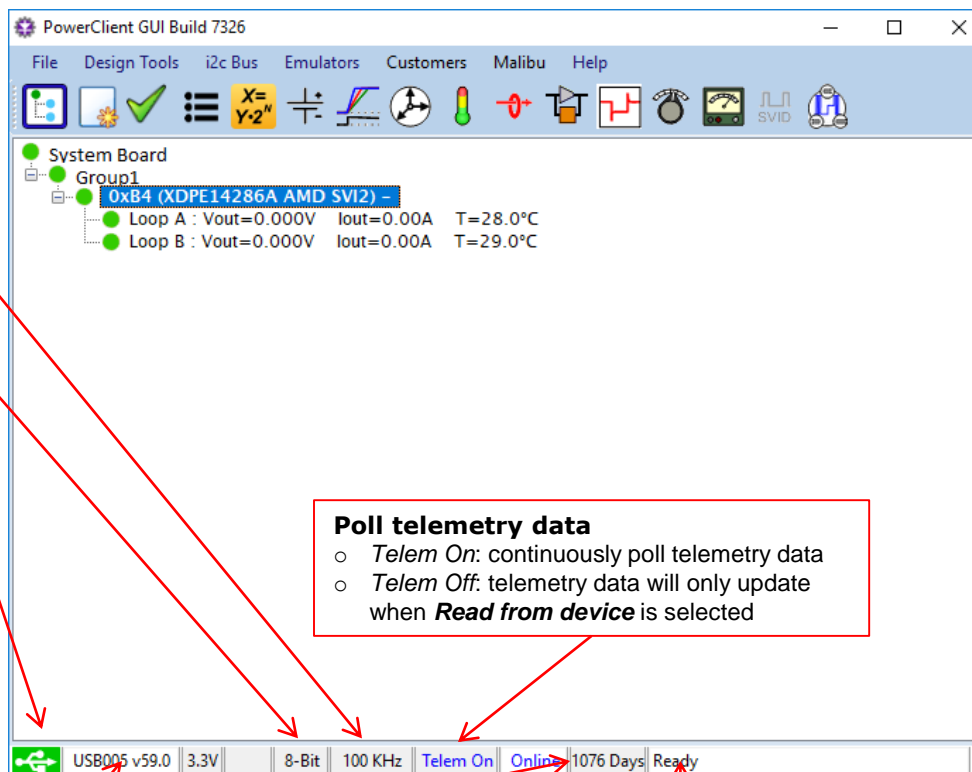 PowerClient GUI Build 7326
File Design Tools i2c Bus Emulators Customers Malibu Help
X=
Y·2ᴺ
SVID
System Board
Group1
0xB4 (XDPE14286A AMD SVI2) –
Loop A : Vout=0.000V Iout=0.00A T=28.0°C
Loop B : Vout=0.000V Iout=0.00A T=29.0°C
Poll telemetry data
o Telem On: continuously poll telemetry data
o Telem Off: telemetry data will only update
when Read from device is selected
USB005 v59.0 3.3V 8-Bit 100 KHz Telem On Online 1076 Days Ready